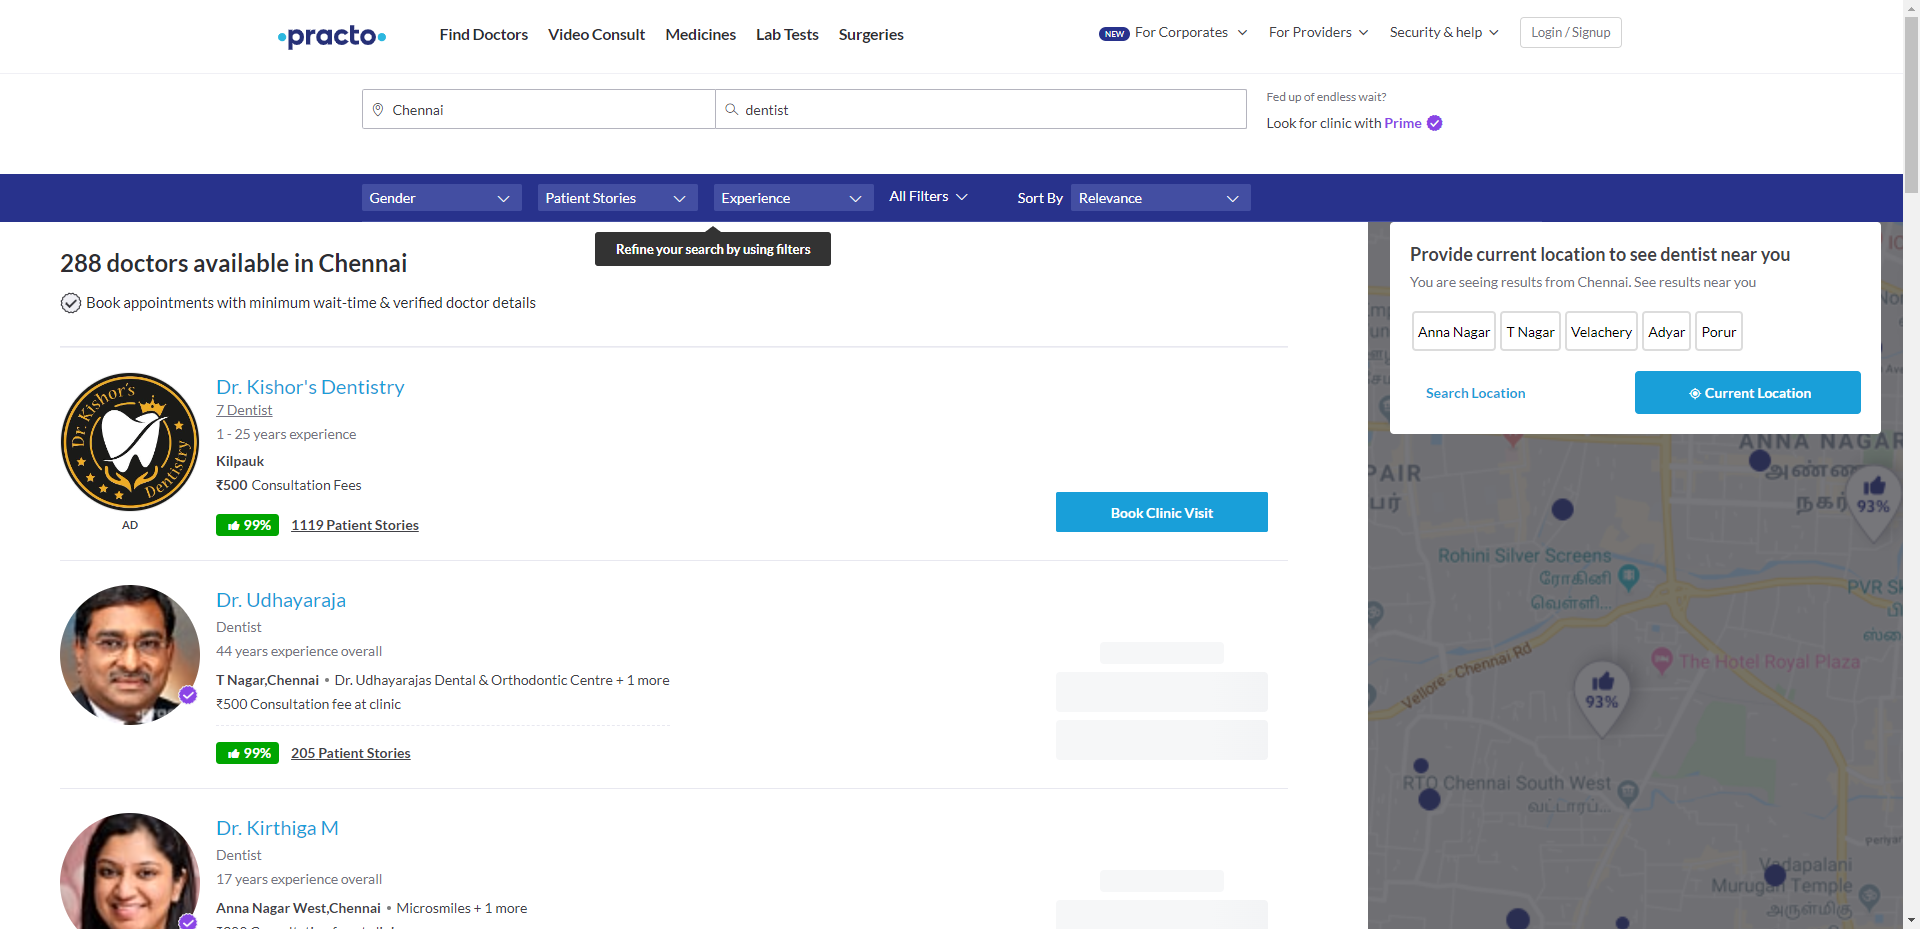 practo
Find Doctors
Video Consult
Medicines
Lab Tests
Surgeries
NEW For Corporates
For Providers
Security & help
Login / Signup
Chennai
dentist
Fed up of endless wait?
Look for clinic with Prime
Gender
Patient Stories
Experience
All Filters
Sort By
Relevance
Refine your search by using filters
288 doctors available in Chennai
Book appointments with minimum wait-time & verified doctor details
Dr. Kishor's
Dentistry
AD
Dr. Kishor's Dentistry
7 Dentist
1 - 25 years experience
Kilpauk
₹500 Consultation Fees
99% 1119 Patient Stories
Book Clinic Visit
Dr. Udhayaraja
Dentist
44 years experience overall
T Nagar,Chennai • Dr. Udhayarajas Dental & Orthodontic Centre + 1 more
₹500 Consultation fee at clinic
99% 205 Patient Stories
Dr. Kirthiga M
Dentist
17 years experience overall
Anna Nagar West,Chennai • Microsmiles + 1 more
Provide current location to see dentist near you
You are seeing results from Chennai. See results near you
Anna Nagar
T Nagar
Velachery
Adyar
Porur
Search Location
Current Location
ANNA NAGAR
அண்ண
நகர்
93%
Rohini Silver Screens
ரோகினி
வெள்ளி...
PVR
Vellore - Chennai Rd
The Hotel Royal Plaza
93%
RTO Chennai South West
வட்டாரப்...
Vadapalani
Murugan Temple
அருள்மிகு